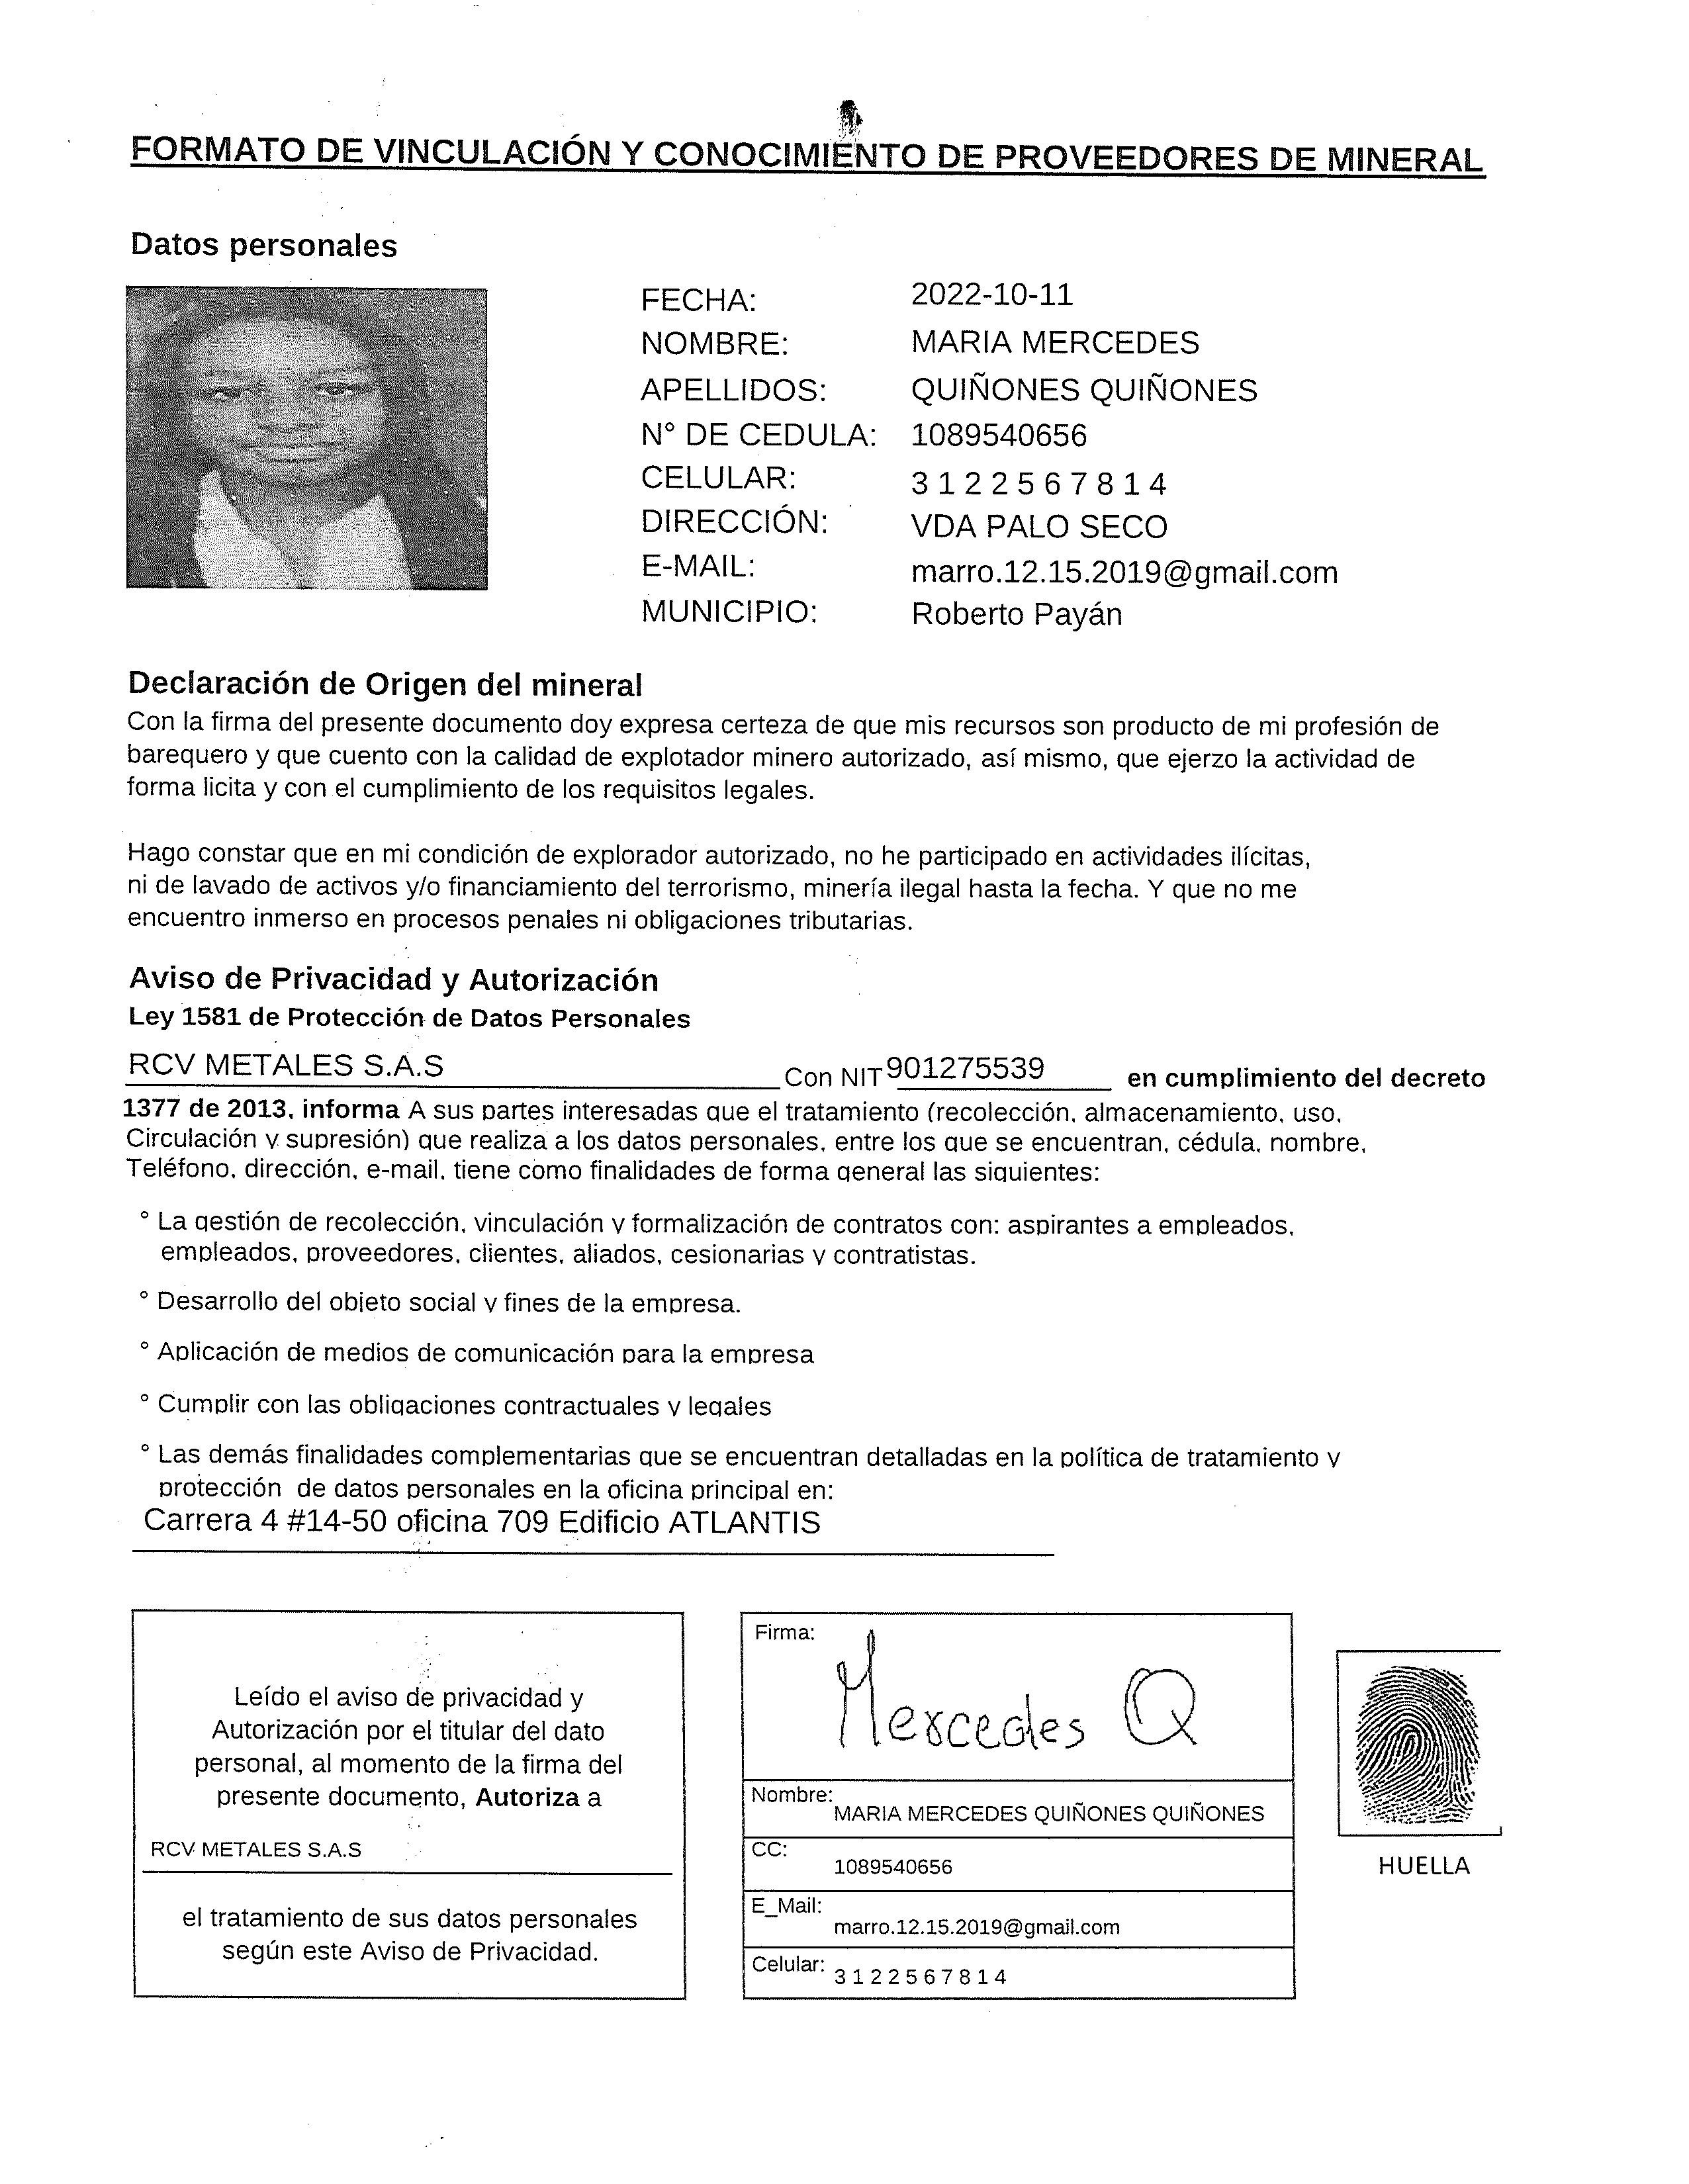 FORMATO DE VINCULACIÓN Y CONOCIMIENTO DE PROVEEDORES DE MINERAL
Datos personales
FECHA: 2022-10-11
NOMBRE: MARIA MERCEDES
APELLIDOS: QUIÑONES QUIÑONES
N° DE CEDULA: 1089540656
CELULAR: 3 1 2 2 5 6 7 8 1 4
DIRECCIÓN: VDA PALO SECO
E-MAIL: marro.12.15.2019@gmail.com
MUNICIPIO: Roberto Payán
Declaración de Origen del mineral
Con la firma del presente documento doy expresa certeza de que mis recursos son producto de mi profesión de
barequero y que cuento con la calidad de explotador minero autorizado, así mismo, que ejerzo la actividad de
forma licita y con el cumplimiento de los requisitos legales.
Hago constar que en mi condición de explorador autorizado, no he participado en actividades ilícitas,
ni de lavado de activos y/o financiamiento del terrorismo, minería ilegal hasta la fecha. Y que no me
encuentro inmerso en procesos penales ni obligaciones tributarias.
Aviso de Privacidad y Autorización
Ley 1581 de Protección de Datos Personales
RCV METALES S.A.S Con NIT 901275539 en cumplimiento del decreto
1377 de 2013, informa A sus partes interesadas que el tratamiento (recolección, almacenamiento, uso,
Circulación y supresión) que realiza a los datos personales, entre los que se encuentran, cédula, nombre,
Teléfono, dirección, e-mail, tiene como finalidades de forma general las siguientes:
° La gestión de recolección, vinculación y formalización de contratos con: aspirantes a empleados,
empleados, proveedores, clientes, aliados, cesionarias y contratistas.
° Desarrollo del objeto social y fines de la empresa.
° Aplicación de medios de comunicación para la empresa
° Cumplir con las obligaciones contractuales y legales
° Las demás finalidades complementarias que se encuentran detalladas en la política de tratamiento y
protección de datos personales en la oficina principal en:
Carrera 4 #14-50 oficina 709 Edificio ATLANTIS
Leído el aviso de privacidad y
Autorización por el titular del dato
personal, al momento de la firma del
presente documento, Autoriza a
RCV METALES S.A.S
el tratamiento de sus datos personales
según este Aviso de Privacidad.
Firma: Mercedes Q
Nombre: MARIA MERCEDES QUIÑONES QUIÑONES
CC: 1089540656
E_Mail: marro.12.15.2019@gmail.com
Celular: 3 1 2 2 5 6 7 8 1 4
HUELLA